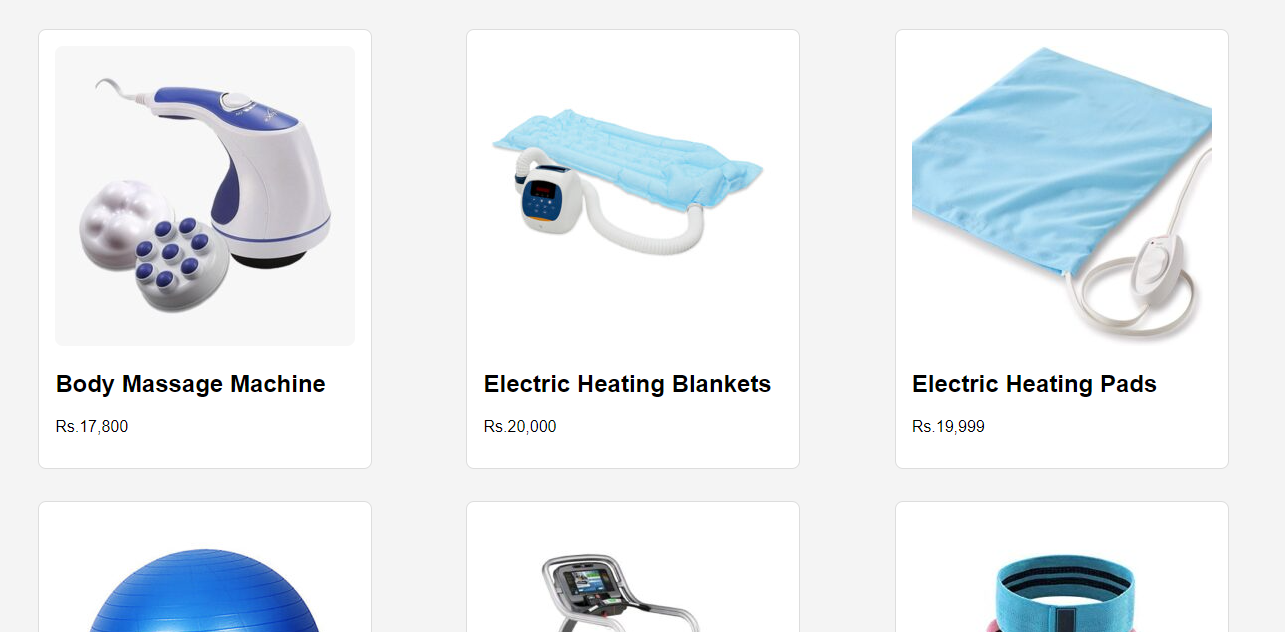 Body Massage Machine
Rs.17,800
Electric Heating Blankets
Rs.20,000
Electric Heating Pads
Rs.19,999